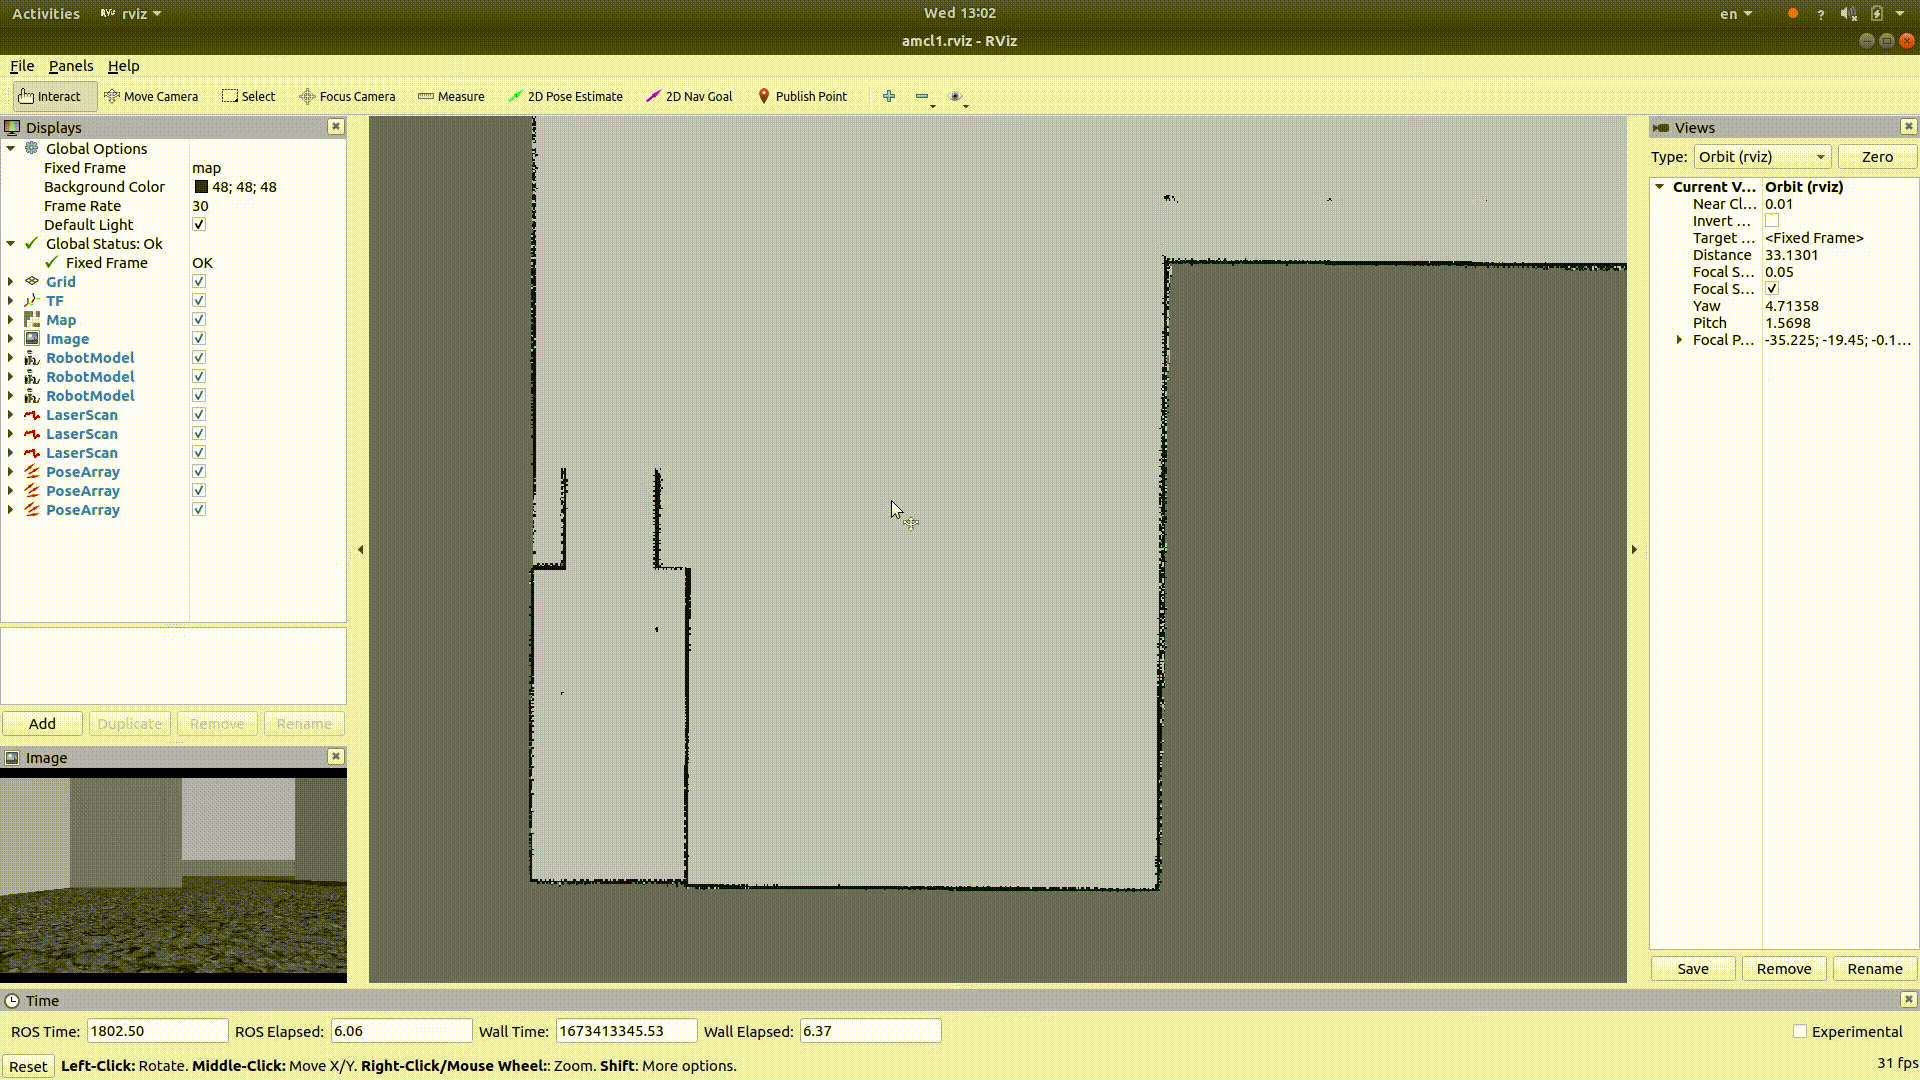 Activities rviz Wed 13:02 en ?
amcl1.rviz - RViz
File Panels Help
Interact Move Camera Select Focus Camera Measure 2D Pose Estimate 2D Nav Goal Publish Point
Displays
Global Options
Fixed Frame map
Background Color 48; 48; 48
Frame Rate 30
Default Light
Global Status: Ok
Fixed Frame OK
Grid
TF
Map
Image
RobotModel
RobotModel
RobotModel
LaserScan
LaserScan
LaserScan
PoseArray
PoseArray
PoseArray
Add Duplicate Remove Rename
Image
Views
Type: Orbit (rviz) Zero
Current V... Orbit (rviz)
Near Cl... 0.01
Invert ...
Target ... <Fixed Frame>
Distance 33.1301
Focal S... 0.05
Focal S...
Yaw 4.71358
Pitch 1.5698
Focal P... -35.225; -19.45; -0.1...
Save Remove Rename
Time
ROS Time: 1802.50 ROS Elapsed: 6.06 Wall Time: 1673413345.53 Wall Elapsed: 6.37 Experimental
Reset Left-Click: Rotate. Middle-Click: Move X/Y. Right-Click/Mouse Wheel:: Zoom. Shift: More options. 31 fps